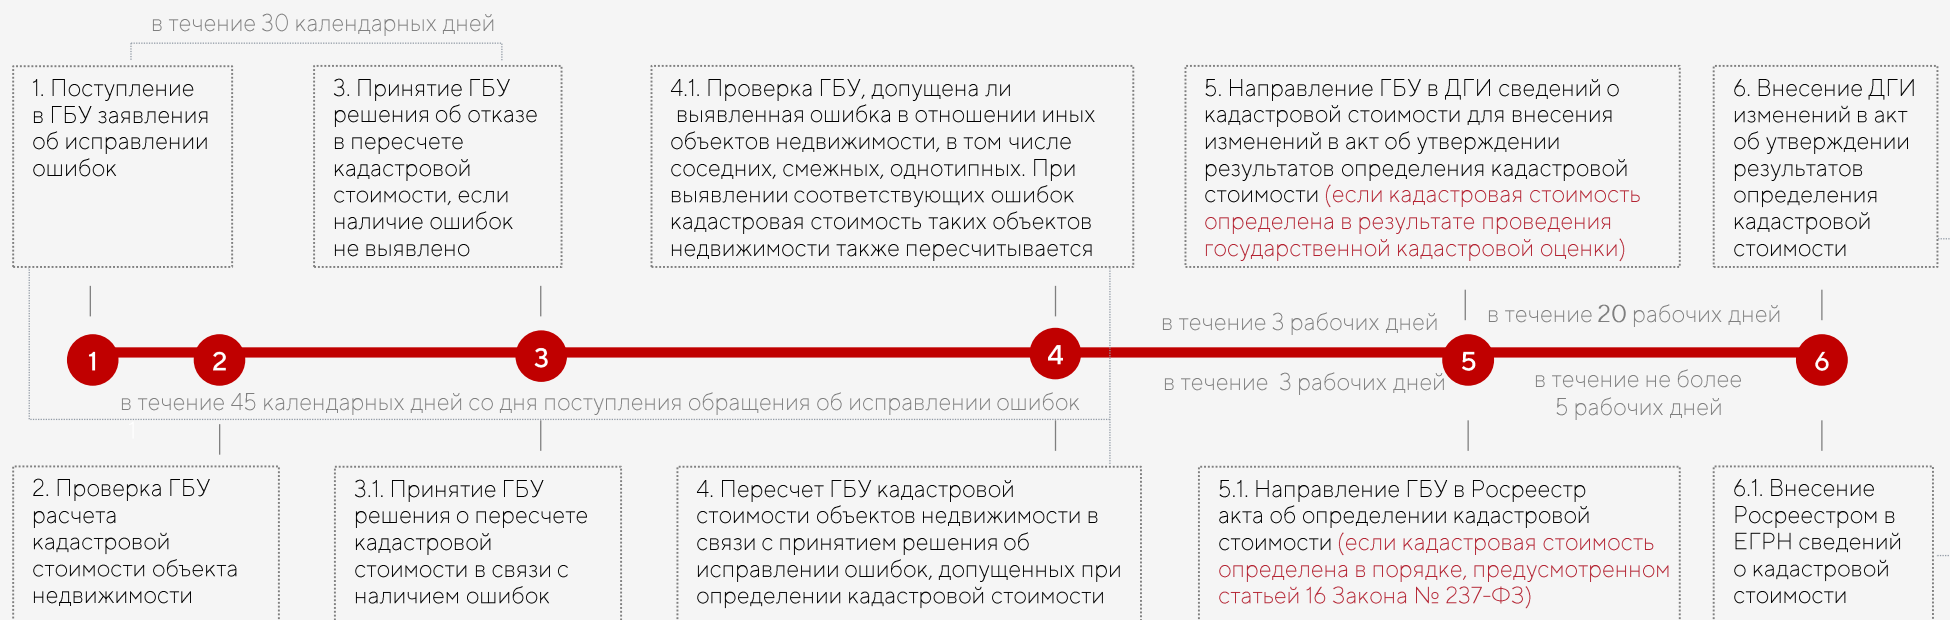 в течение 30 календарных дней
1. Поступление
в ГБУ заявления
об исправлении
ошибок
3. Принятие ГБУ
решения об отказе
в пересчете
кадастровой
стоимости, если
наличие ошибок
не выявлено
4.1. Проверка ГБУ, допущена ли
выявленная ошибка в отношении иных
объектов недвижимости, в том числе
соседних, смежных, однотипных. При
выявлении соответствующих ошибок
кадастровая стоимость таких объектов
недвижимости также пересчитывается
5. Направление ГБУ в ДГИ сведений о
кадастровой стоимости для внесения
изменений в акт об утверждении
результатов определения кадастровой
стоимости (если кадастровая стоимость
определена в результате проведения
государственной кадастровой оценки)
6. Внесение ДГИ
изменений в акт
об утверждении
результатов
определения
кадастровой
стоимости
в течение 3 рабочих дней
в течение 20 рабочих дней
1
2
3
4
5
6
в течение 45 календарных дней со дня поступления обращения об исправлении ошибок
в течение 3 рабочих дней
в течение не более
5 рабочих дней
2. Проверка ГБУ
расчета
кадастровой
стоимости объекта
недвижимости
3.1. Принятие ГБУ
решения о пересчете
кадастровой
стоимости в связи с
наличием ошибок
4. Пересчет ГБУ кадастровой
стоимости объектов недвижимости в
связи с принятием решения об
исправлении ошибок, допущенных при
определении кадастровой стоимости
5.1. Направление ГБУ в Росреестр
акта об определении кадастровой
стоимости (если кадастровая стоимость
определена в порядке, предусмотренном
статьей 16 Закона № 237-ФЗ)
6.1. Внесение
Росреестром в
ЕГРН сведений
о кадастровой
стоимости